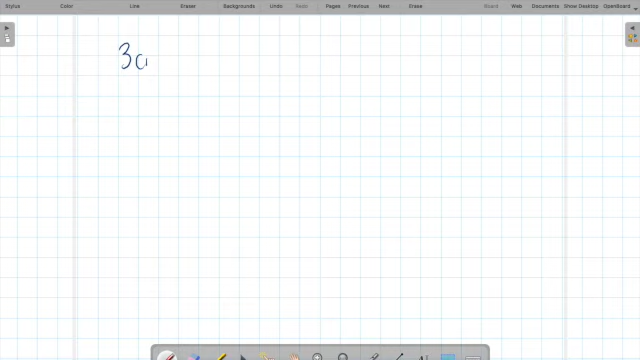 Stylus Color Line Eraser Backgrounds Undo Redo Pages Previous Next Erase Board Web Documents Show Desktop OpenBoard
3a